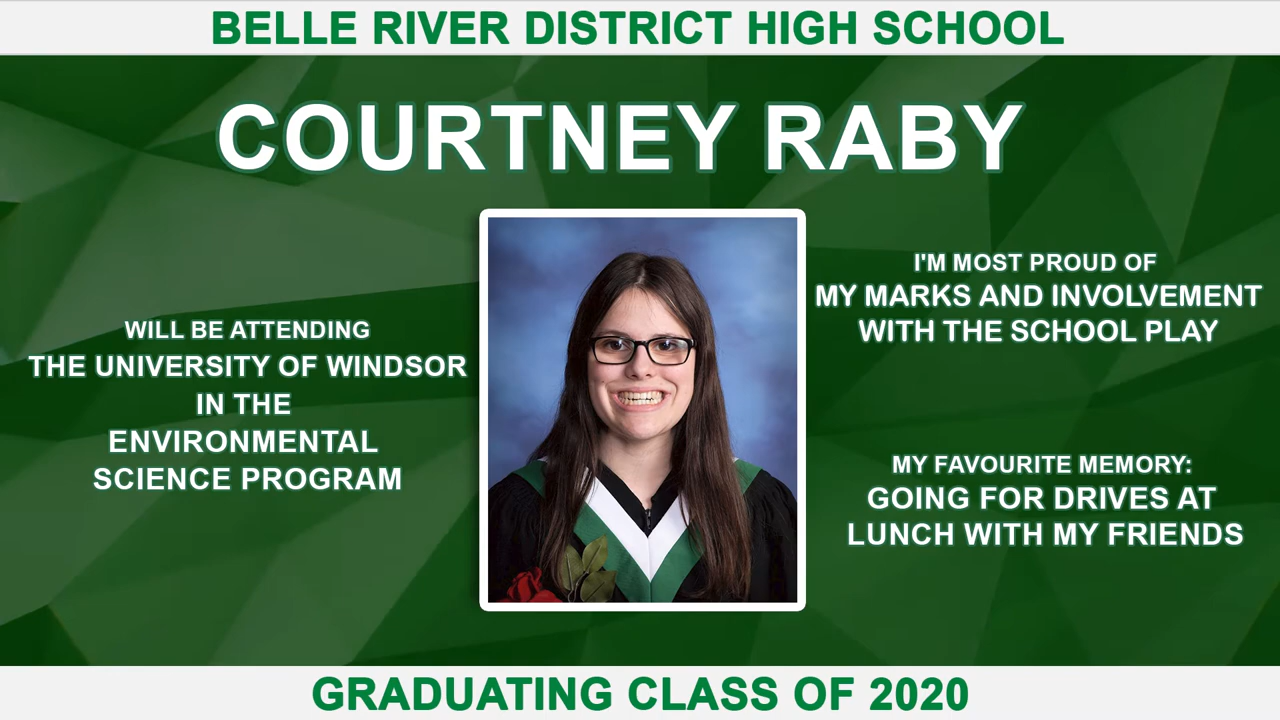 BELLE RIVER DISTRICT HIGH SCHOOL
COURTNEY RABY
WILL BE ATTENDING
THE UNIVERSITY OF WINDSOR
IN THE
ENVIRONMENTAL
SCIENCE PROGRAM
I'M MOST PROUD OF
MY MARKS AND INVOLVEMENT
WITH THE SCHOOL PLAY
MY FAVOURITE MEMORY:
GOING FOR DRIVES AT
LUNCH WITH MY FRIENDS
GRADUATING CLASS OF 2020